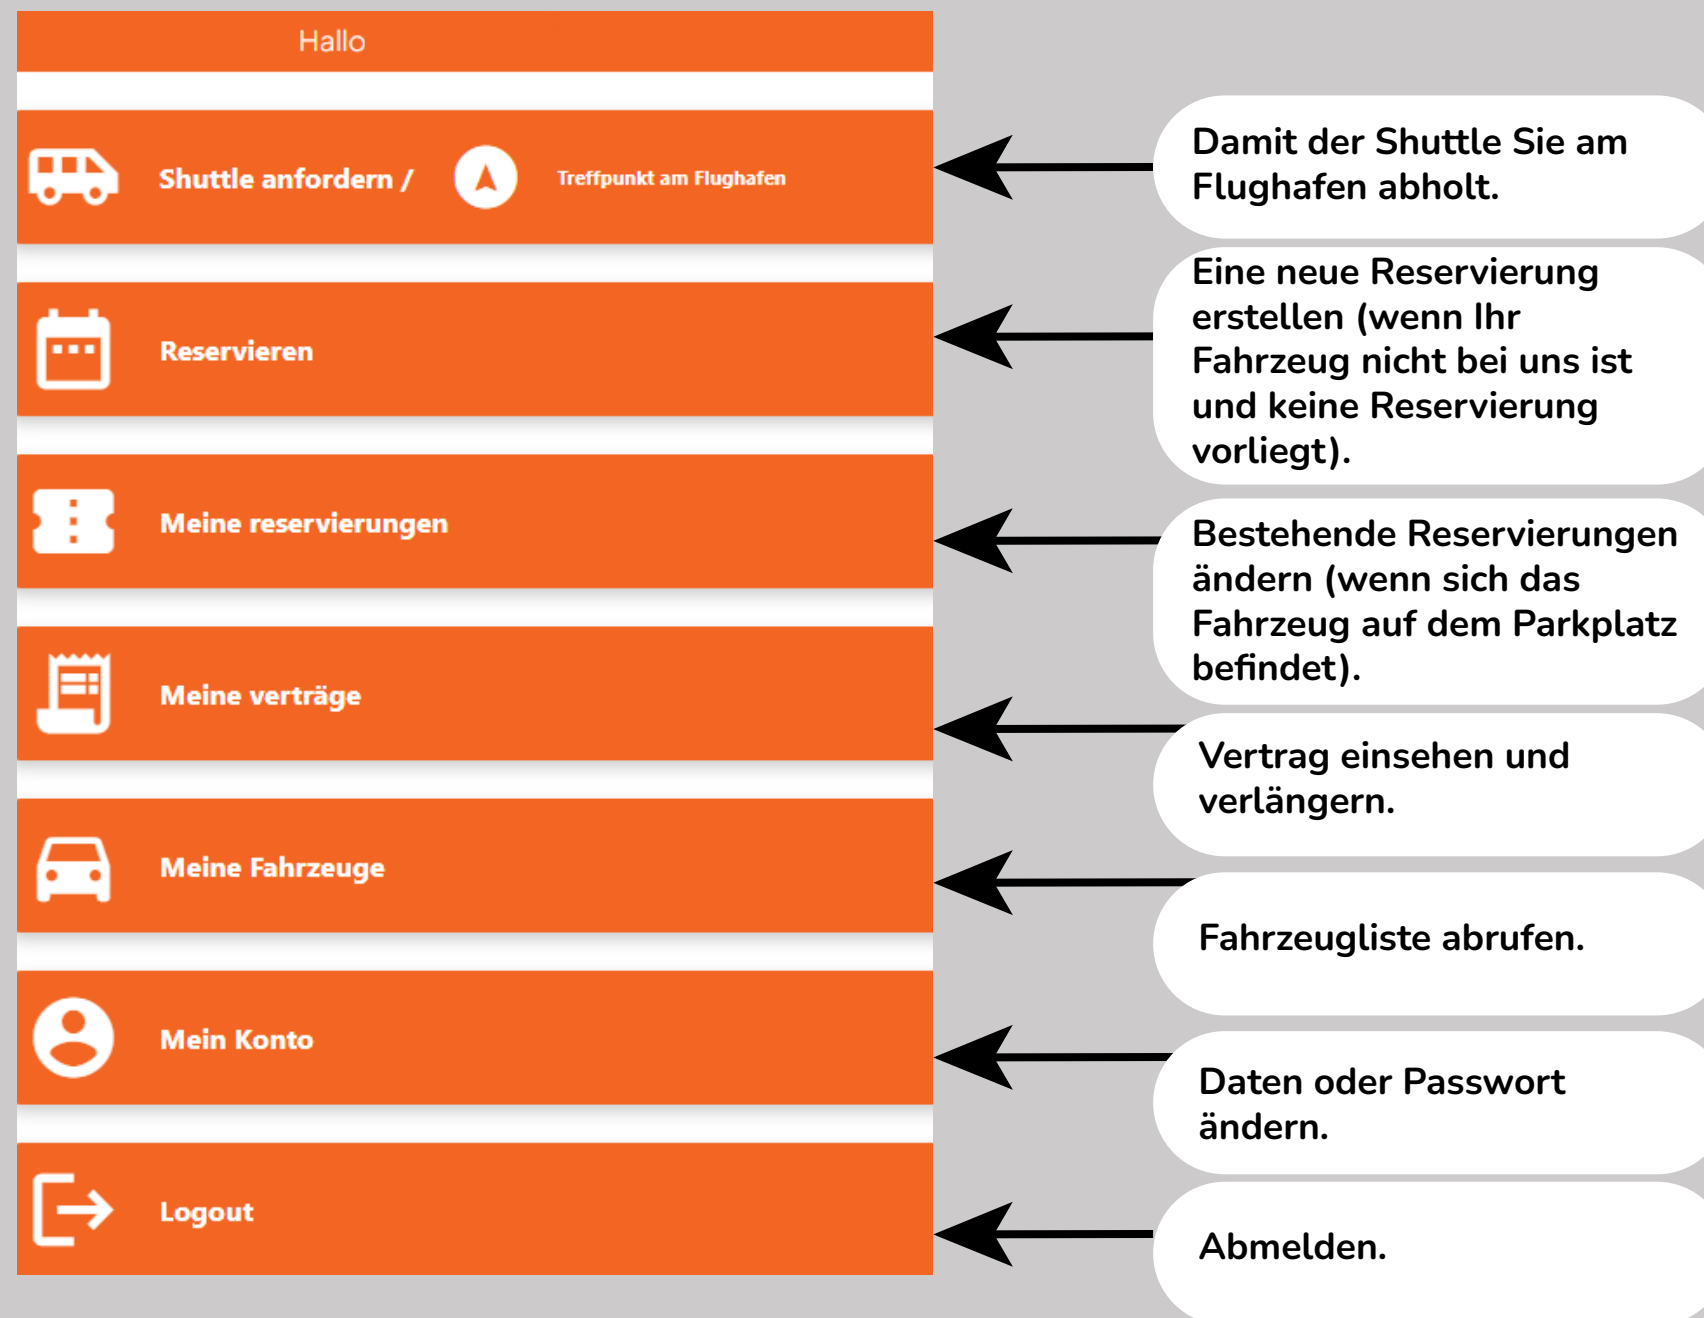 Hallo
Shuttle anfordern / Treffpunkt am Flughafen
Damit der Shuttle Sie am
Flughafen abholt.
Reservieren
Eine neue Reservierung
erstellen (wenn Ihr
Fahrzeug nicht bei uns ist
und keine Reservierung
vorliegt).
Meine reservierungen
Bestehende Reservierungen
ändern (wenn sich das
Fahrzeug auf dem Parkplatz
befindet).
Meine verträge
Vertrag einsehen und
verlängern.
Meine Fahrzeuge
Fahrzeugliste abrufen.
Mein Konto
Daten oder Passwort
ändern.
Logout
Abmelden.